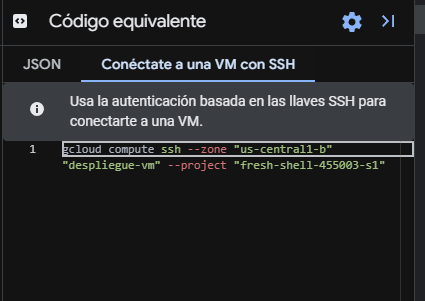 Código equivalente
JSON
Conéctate a una VM con SSH
Usa la autenticación basada en las llaves SSH para
conectarte a una VM.
1 gcloud compute ssh --zone "us-central1-b"
"despliegue-vm" --project "fresh-shell-455003-s1"